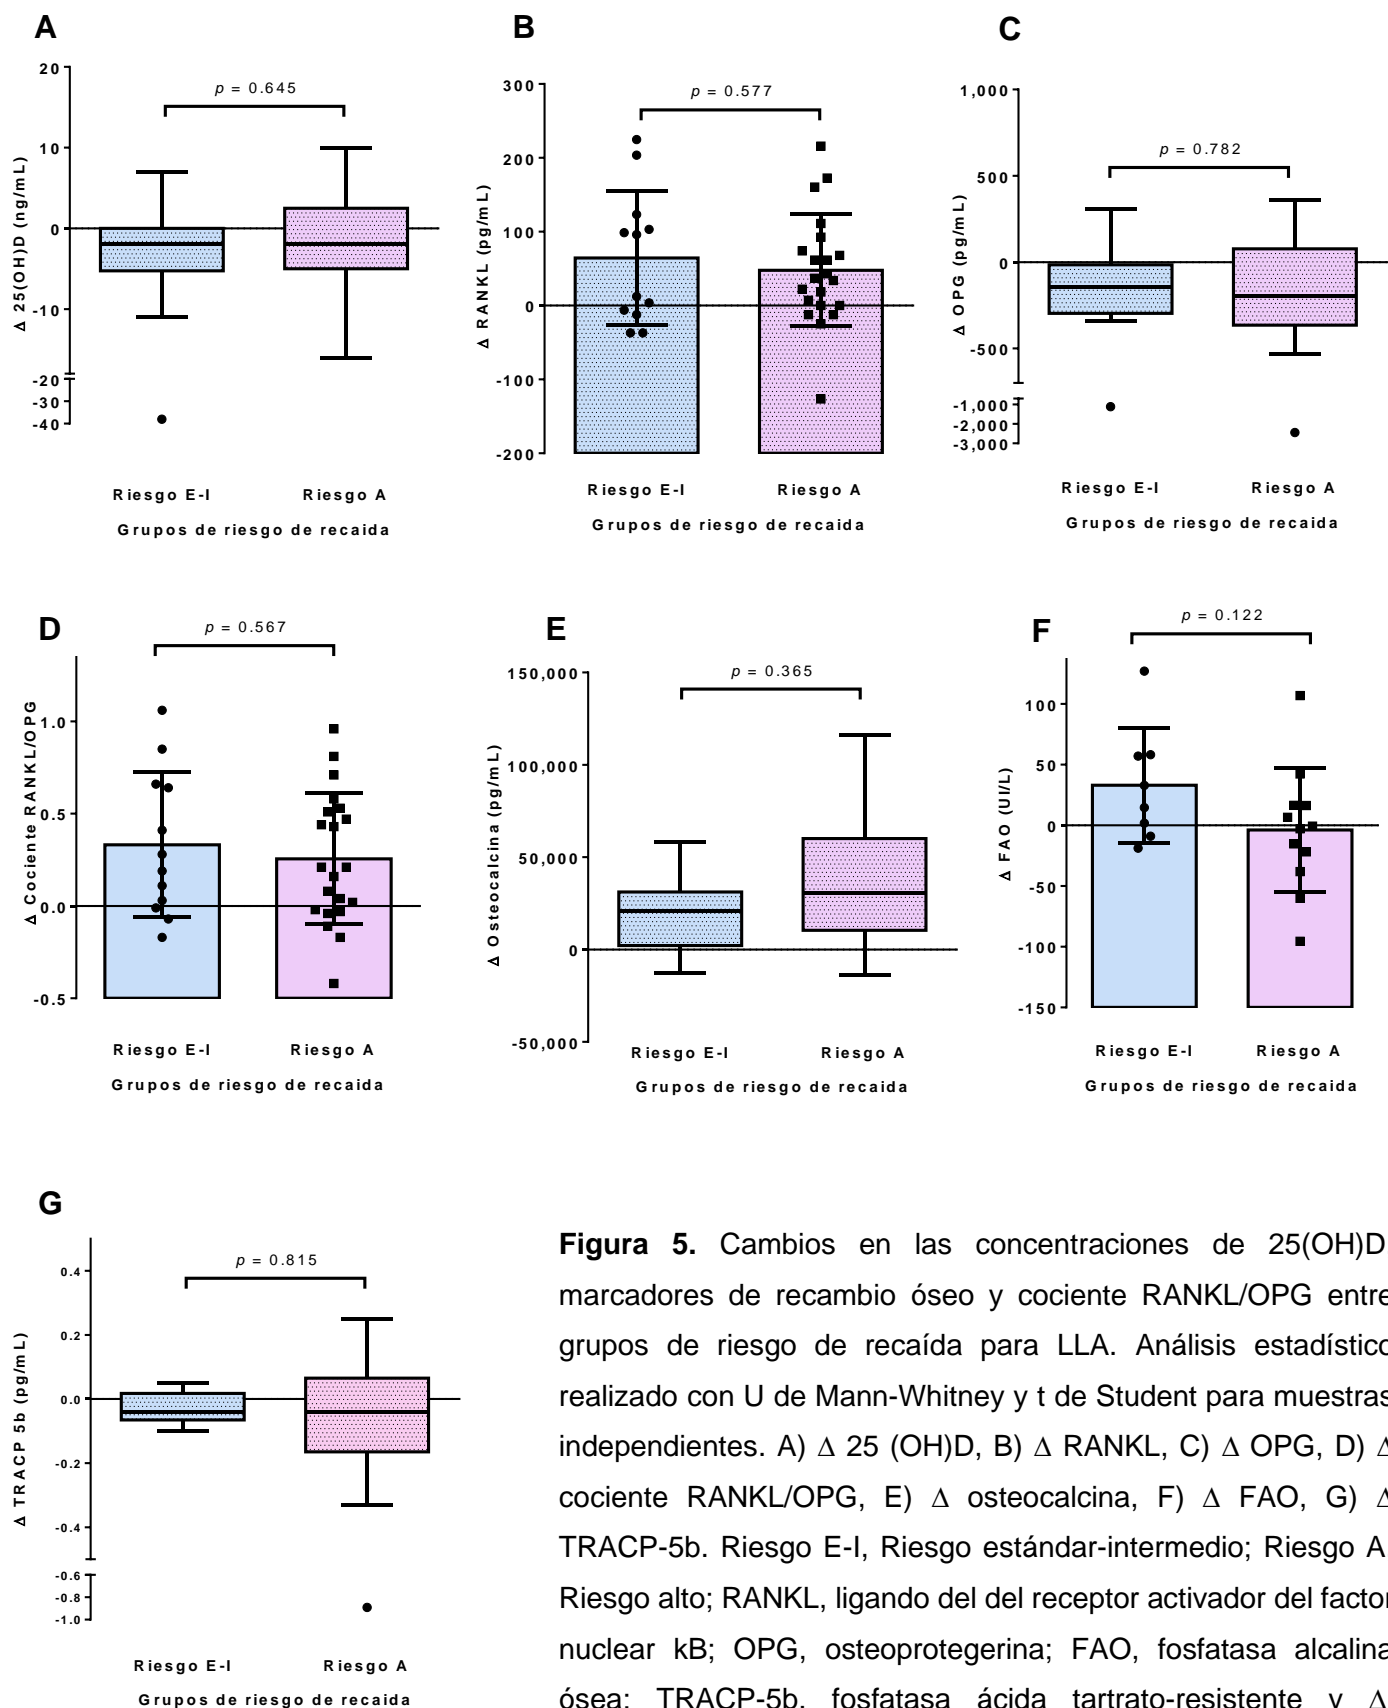 A
B
C
20
10
0
-10
-20
-30
-40
Δ 25(OH)D (ng/mL)
p = 0.645
Riesgo E-I
Riesgo A
Grupos de riesgo de recaida
300
200
100
0
-100
-200
Δ RANKL (pg/mL)
p = 0.577
Riesgo E-I
Riesgo A
Grupos de riesgo de recaida
1,000
500
0
-500
-1,000
-2,000
-3,000
Δ OPG (pg/mL)
p = 0.782
Riesgo E-I
Riesgo A
Grupos de riesgo de recaida
D
E
F
1.0
0.5
0.0
-0.5
Δ Cociente RANKL/OPG
p = 0.567
Riesgo E-I
Riesgo A
Grupos de riesgo de recaida
150,000
100,000
50,000
0
-50,000
Δ Osteocalcina (pg/mL)
p = 0.365
Riesgo E-I
Riesgo A
Grupos de riesgo de recaida
100
50
0
-50
-100
-150
Δ FAO (UI/L)
p = 0.122
Riesgo E-I
Riesgo A
Grupos de riesgo de recaida
G
0.4
0.2
0.0
-0.2
-0.4
-0.6
-0.8
-1.0
Δ TRACP 5b (pg/mL)
p = 0.815
Riesgo E-I
Riesgo A
Grupos de riesgo de recaida
Figura 5. Cambios en las concentraciones de 25(OH)D,
marcadores de recambio óseo y cociente RANKL/OPG entre
grupos de riesgo de recaída para LLA. Análisis estadístico
realizado con U de Mann-Whitney y t de Student para muestras
independientes. A) Δ 25 (OH)D, B) Δ RANKL, C) Δ OPG, D) Δ
cociente RANKL/OPG, E) Δ osteocalcina, F) Δ FAO, G) Δ
TRACP-5b. Riesgo E-I, Riesgo estándar-intermedio; Riesgo A,
Riesgo alto; RANKL, ligando del del receptor activador del factor
nuclear kB; OPG, osteoprotegerina; FAO, fosfatasa alcalina
ósea; TRACP-5b, fosfatasa ácida tartrato-resistente y Δ,